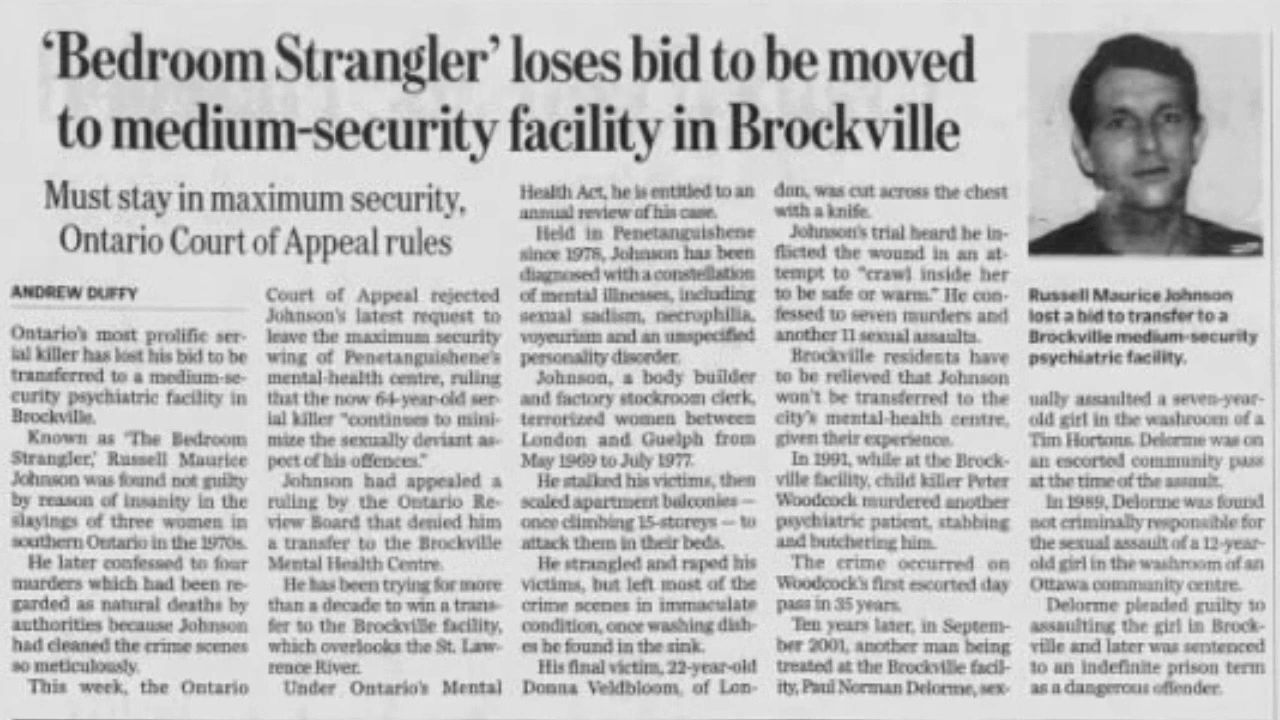 ‘Bedroom Strangler’ loses bid to be moved
to medium-security facility in Brockville
Must stay in maximum security,
Ontario Court of Appeal rules
ANDREW DUFFY
Ontario's most prolific ser-
ial killer has lost his bid to be
transferred to a medium-se-
curity psychiatric facility in
Brockville.
Known as ‘The Bedroom
Strangler,’ Russell Maurice
Johnson was found not guilty
by reason of insanity in the
slayings of three women in
southern Ontario in the 1970s.
He later confessed to four
murders which had been re-
garded as natural deaths by
authorities because Johnson
had cleaned the crime scenes
so meticulously.
This week, the Ontario
Court of Appeal rejected
Johnson's latest request to
leave the maximum security
wing of Penetanguishene's
mental-health centre, ruling
that the now 64-year-old ser-
ial killer "continues to mini-
mize the sexually deviant as-
pect of his offences."
Johnson had appealed a
ruling by the Ontario Re-
view Board that denied him
a transfer to the Brockville
Mental Health Centre.
He has been trying for more
than a decade to win a trans-
fer to the Brockville facility,
which overlooks the St. Law-
rence River.
Under Ontario's Mental
Health Act, he is entitled to an
annual review of his case.
Held in Penetanguishene
since 1978, Johnson has been
diagnosed with a constellation
of mental illnesses, including
sexual sadism, necrophilia,
voyeurism and an unspecified
personality disorder.
Johnson, a body builder
and factory stockroom clerk,
terrorized women between
London and Guelph from
May 1969 to July 1977.
He stalked his victims, then
scaled apartment balconies —
once climbing 15-storeys — to
attack them in their beds.
He strangled and raped his
victims, but left most of the
crime scenes in immaculate
condition, once washing dish-
es he found in the sink.
His final victim, 22-year-old
Donna Veldbloom, of Lon-
don, was cut across the chest
with a knife.
Johnson's trial heard he in-
flicted the wound in an at-
tempt to "crawl inside her
to be safe or warm." He con-
fessed to seven murders and
another 11 sexual assaults.
Brockville residents have
to be relieved that Johnson
won't be transferred to the
city's mental-health centre,
given their experience.
In 1991, while at the Brock-
ville facility, child killer Peter
Woodcock murdered another
psychiatric patient, stabbing
and butchering him.
The crime occurred on
Woodcock's first escorted day
pass in 35 years.
Ten years later, in Septem-
ber 2001, another man being
treated at the Brockville facil-
ity, Paul Norman Delorme, sex-
Russell Maurice Johnson
lost a bid to transfer to a
Brockville medium-security
psychiatric facility.
ually assaulted a seven-year-
old girl in the washroom of a
Tim Hortons. Delorme was on
an escorted community pass
at the time of the assault.
In 1989, Delorme was found
not criminally responsible for
the sexual assault of a 12-year-
old girl in the washroom of an
Ottawa community centre.
Delorme pleaded guilty to
assaulting the girl in Brock-
ville and later was sentenced
to an indefinite prison term
as a dangerous offender.